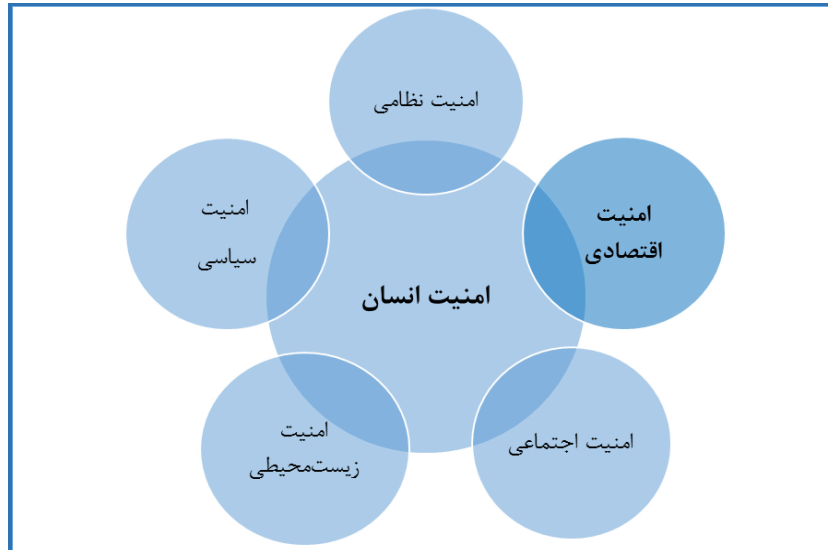 امنیت نظامی
امنیت
اقتصادی
امنیت
سیاسی
امنیت انسان
امنیت
زیست‌محیطی
امنیت اجتماعی